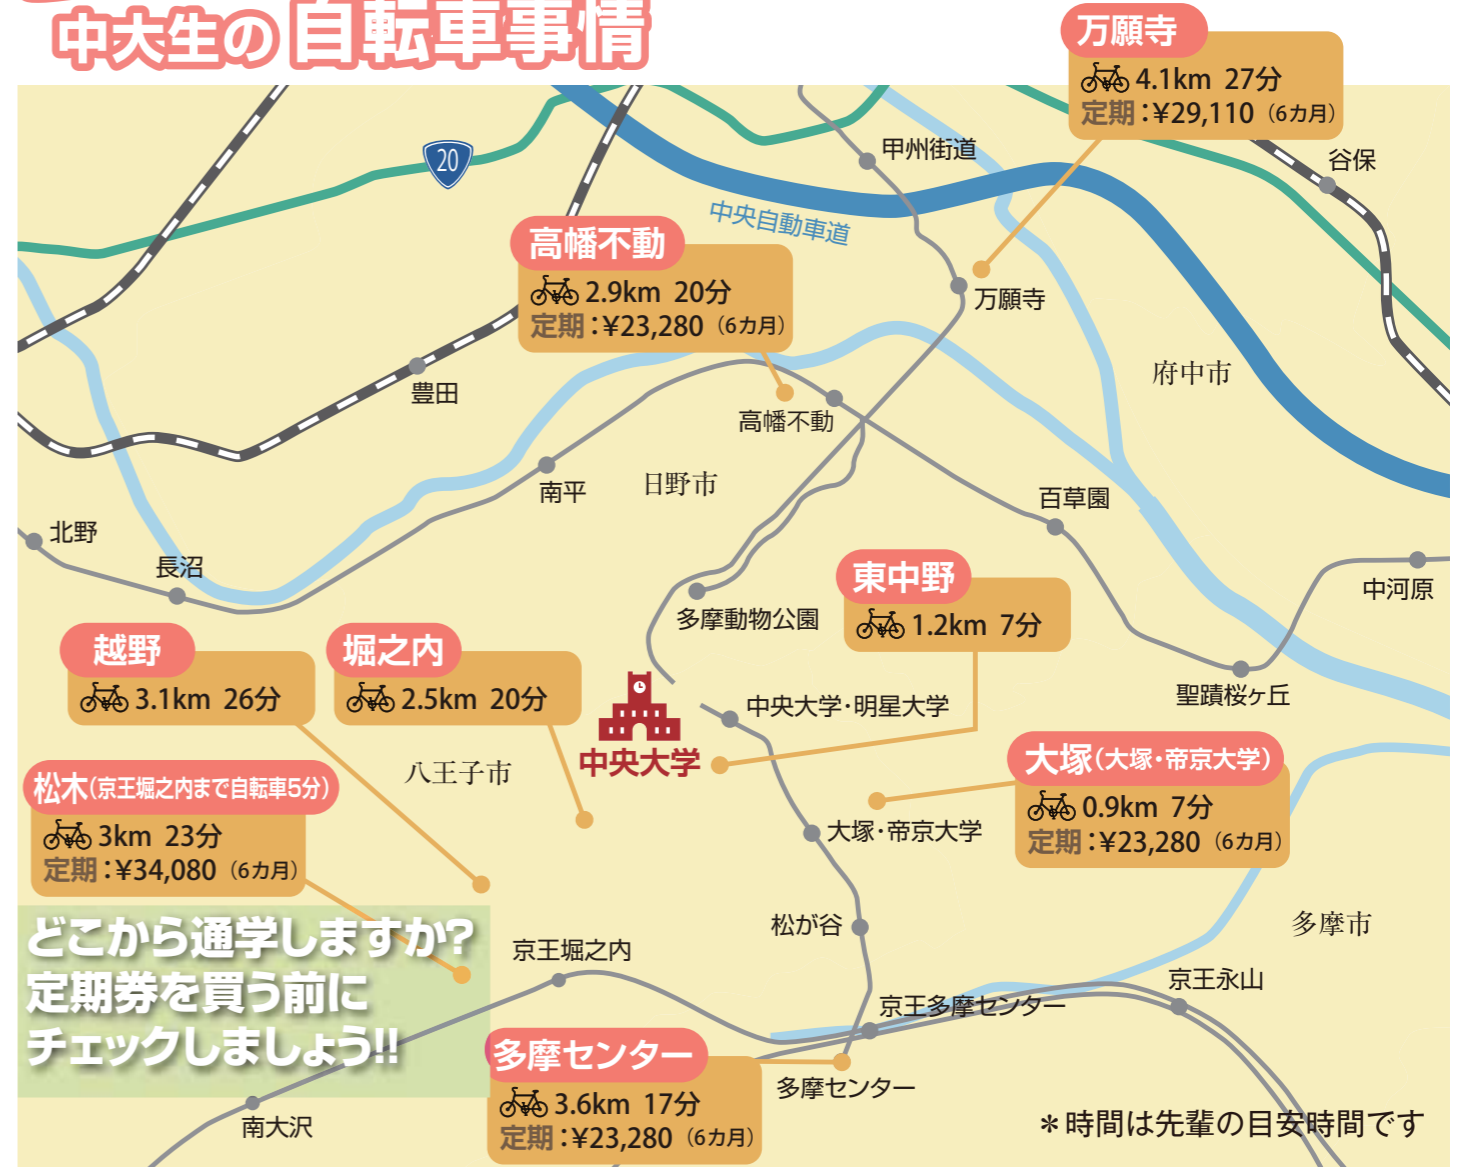 中大生の自転車事情
万願寺
4.1km 27分
定期：¥29,110（6カ月）
甲州街道
谷保
20
中央自動車道
高幡不動
2.9km 20分
定期：¥23,280（6カ月）
万願寺
豊田
府中市
高幡不動
南平
日野市
百草園
北野
長沼
中河原
東中野
1.2km 7分
多摩動物公園
越野
3.1km 26分
堀之内
2.5km 20分
聖蹟桜ヶ丘
中央大学・明星大学
中央大学
八王子市
大塚（大塚・帝京大学）
0.9km 7分
定期：¥23,280（6カ月）
松木（京王堀之内まで自転車5分）
3km 23分
定期：¥34,080（6カ月）
大塚・帝京大学
松が谷
多摩市
どこから通学しますか?
定期券を買う前に
チェックしましょう!!
京王堀之内
京王永山
京王多摩センター
多摩センター
3.6km 17分
定期：¥23,280（6カ月）
多摩センター
南大沢
＊時間は先輩の目安時間です